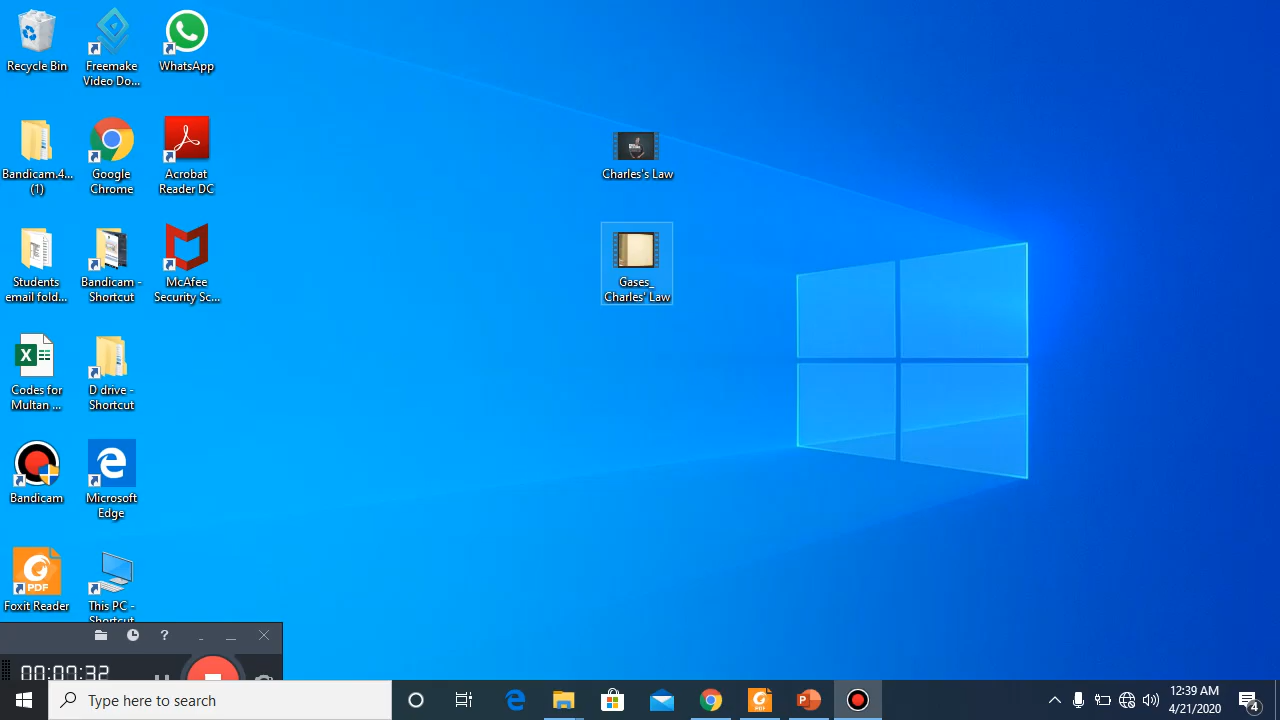 Recycle Bin
Freemake
Video Do...
WhatsApp
Bandicam.4...
(1)
Google
Chrome
Acrobat
Reader DC
Students
email fold...
Bandicam -
Shortcut
McAfee
Security Sc...
Codes for
Multan ...
D drive -
Shortcut
Bandicam
Microsoft
Edge
Foxit Reader
This PC -
Shortcut
Charles's Law
Gases_
Charles' Law
PDF
00:07:32
Type here to search
12:39 AM
4/21/2020
4